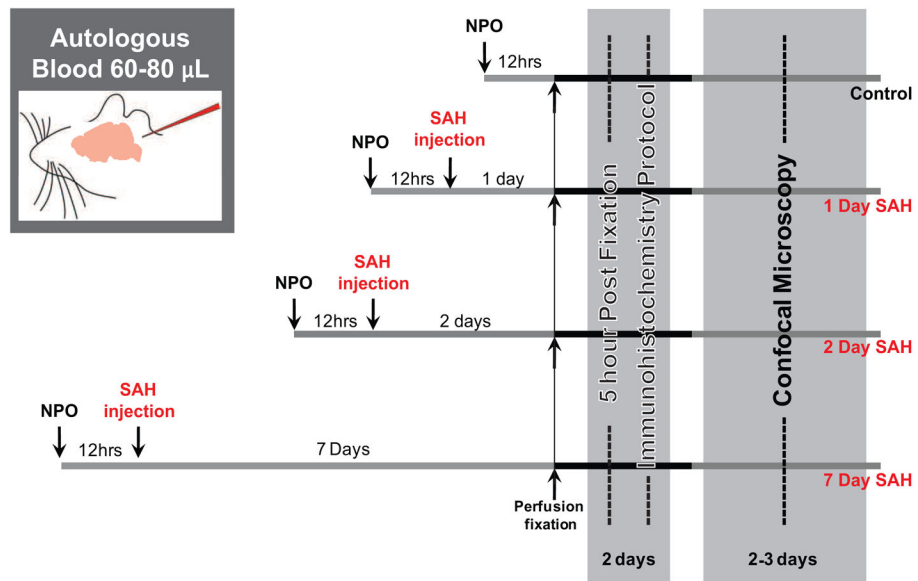 Autologous
Blood 60-80 µL
NPO
12hrs
Control
NPO
SAH
injection
12hrs
1 day
1 Day SAH
NPO
SAH
injection
12hrs
2 days
2 Day SAH
NPO
SAH
injection
12hrs
7 Days
7 Day SAH
Perfusion
fixation
5 hour Post Fixation
Immunohistochemistry Protocol
Confocal Microscopy
2 days
2-3 days